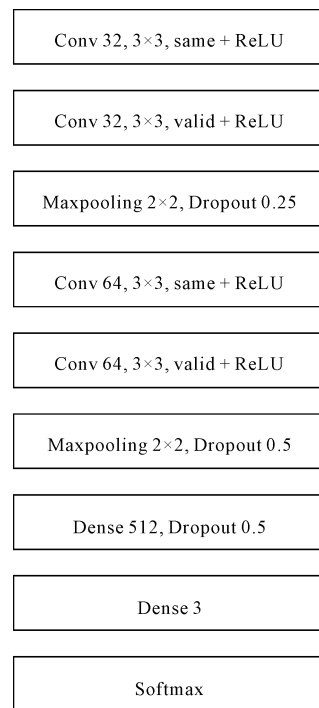 Conv 32, 3×3, same + ReLU
Conv 32, 3×3, valid + ReLU
Maxpooling 2×2, Dropout 0.25
Conv 64, 3×3, same + ReLU
Conv 64, 3×3, valid + ReLU
Maxpooling 2×2, Dropout 0.5
Dense 512, Dropout 0.5
Dense 3
Softmax